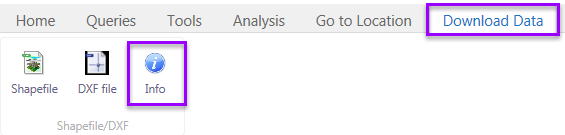 Home Queries Tools Analysis Go to Location Download Data
Shapefile DXF file Info
Shapefile/DXF